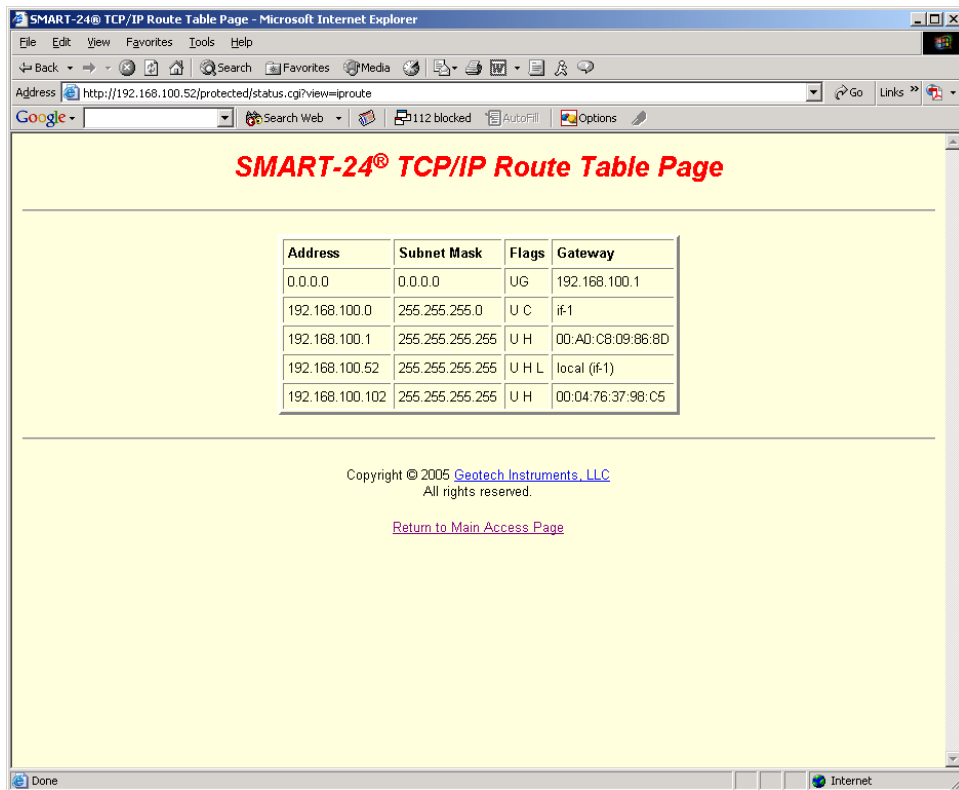 SMART-24® TCP/IP Route Table Page - Microsoft Internet Explorer
File Edit View Favorites Tools Help
Back Search Favorites Media
Address http://192.168.100.52/protected/status.cgi?view=iproute Go Links »
Google Search Web 112 blocked AutoFill Options
SMART-24® TCP/IP Route Table Page
Address Subnet Mask Flags Gateway
0.0.0.0 0.0.0.0 UG 192.168.100.1
192.168.100.0 255.255.255.0 U C if-1
192.168.100.1 255.255.255.255 U H 00:A0:C8:09:86:8D
192.168.100.52 255.255.255.255 U H L local (if-1)
192.168.100.102 255.255.255.255 U H 00:04:76:37:98:C5
Copyright © 2005 Geotech Instruments, LLC
All rights reserved.
Return to Main Access Page
Done Internet